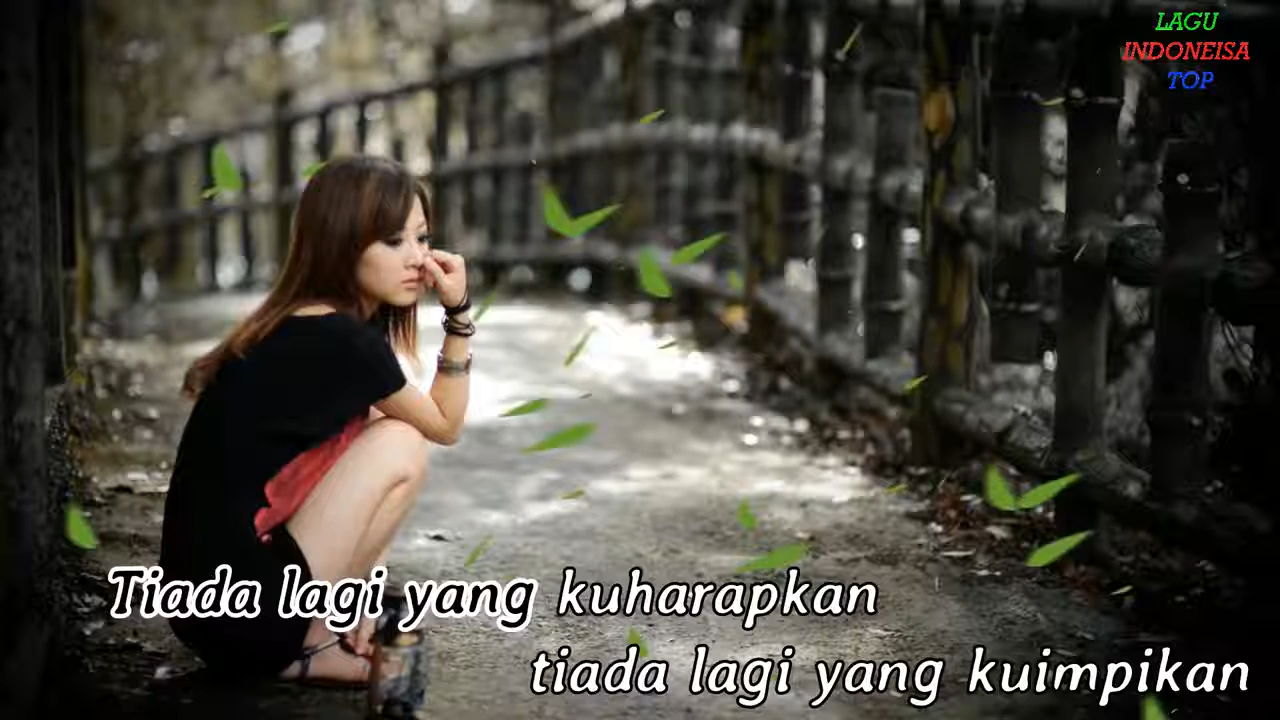 LAGU
INDONEISA
TOP
Tiada lagi yang kuharapkan
tiada lagi yang kuimpikan